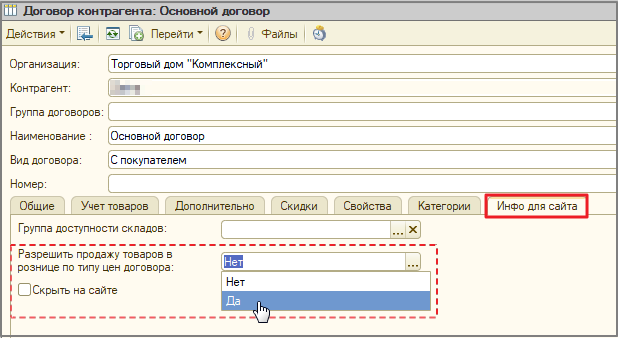 Договор контрагента: Основной договор
Действия Перейти ? Файлы
Организация: Торговый дом "Комплексный"
Контрагент:
Группа договоров:
Наименование : Основной договор
Вид договора: С покупателем
Номер:
Общие Учет товаров Дополнительно Скидки Свойства Категории Инфо для сайта
Группа доступности складов: ... ×
Разрешить продажу товаров в
рознице по типу цен договора: Нет ...
Нет
Скрыть на сайте Да